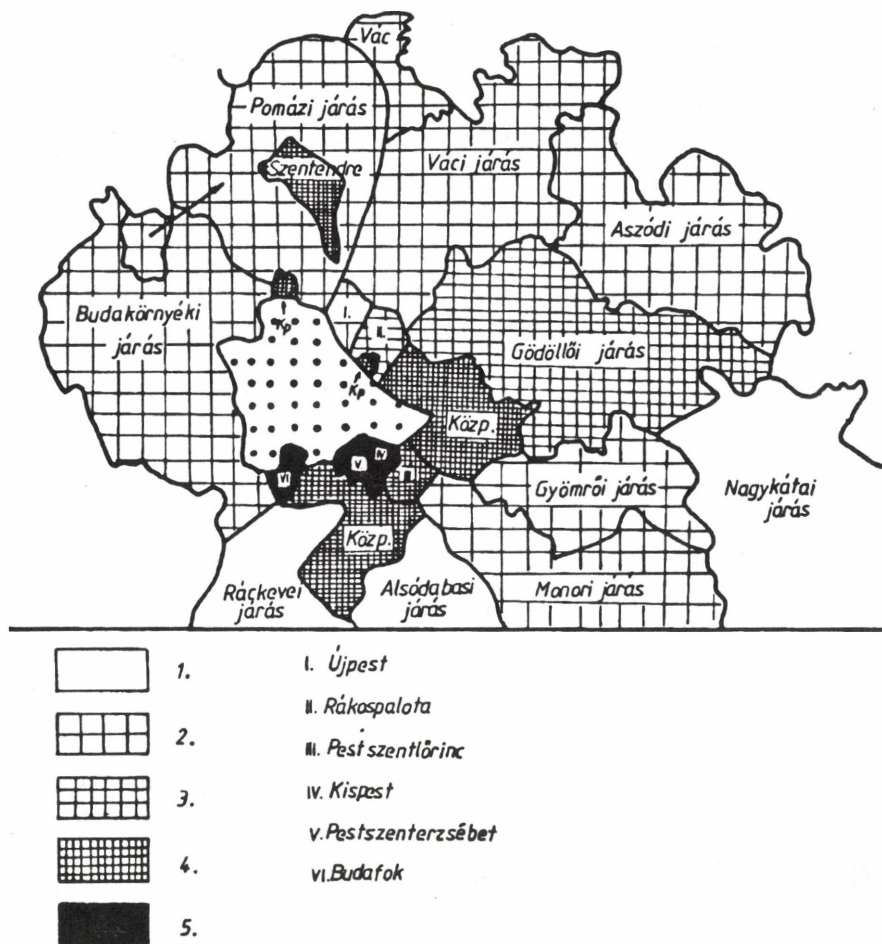 Vác
Pomázi járás
Szentendre
Váci járás
Aszódi járás
Budakörnyéki
járás
Kp
I.
II.
Gödöllői járás
Kp
Közp.
IV
V
III.
VI
Gyömrői járás
Nagykátai
járás
Közp.
Ráckevei
járás
Alsódabasi
járás
Monori járás
1.
2.
3.
4.
5.
I. Újpest
II. Rákospalota
III. Pestszentlőrinc
IV. Kispest
V. Pestszenterzsébet
VI. Budafok